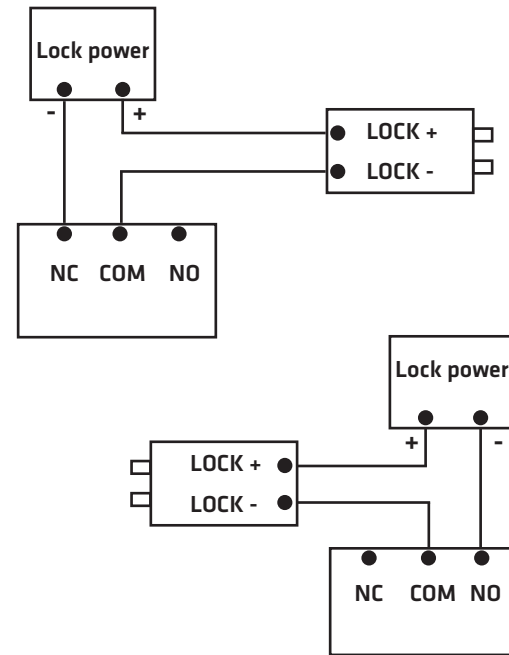 Lock power
- +
LOCK +
LOCK -
NC COM NO
Lock power
+ -
LOCK +
LOCK -
NC COM NO